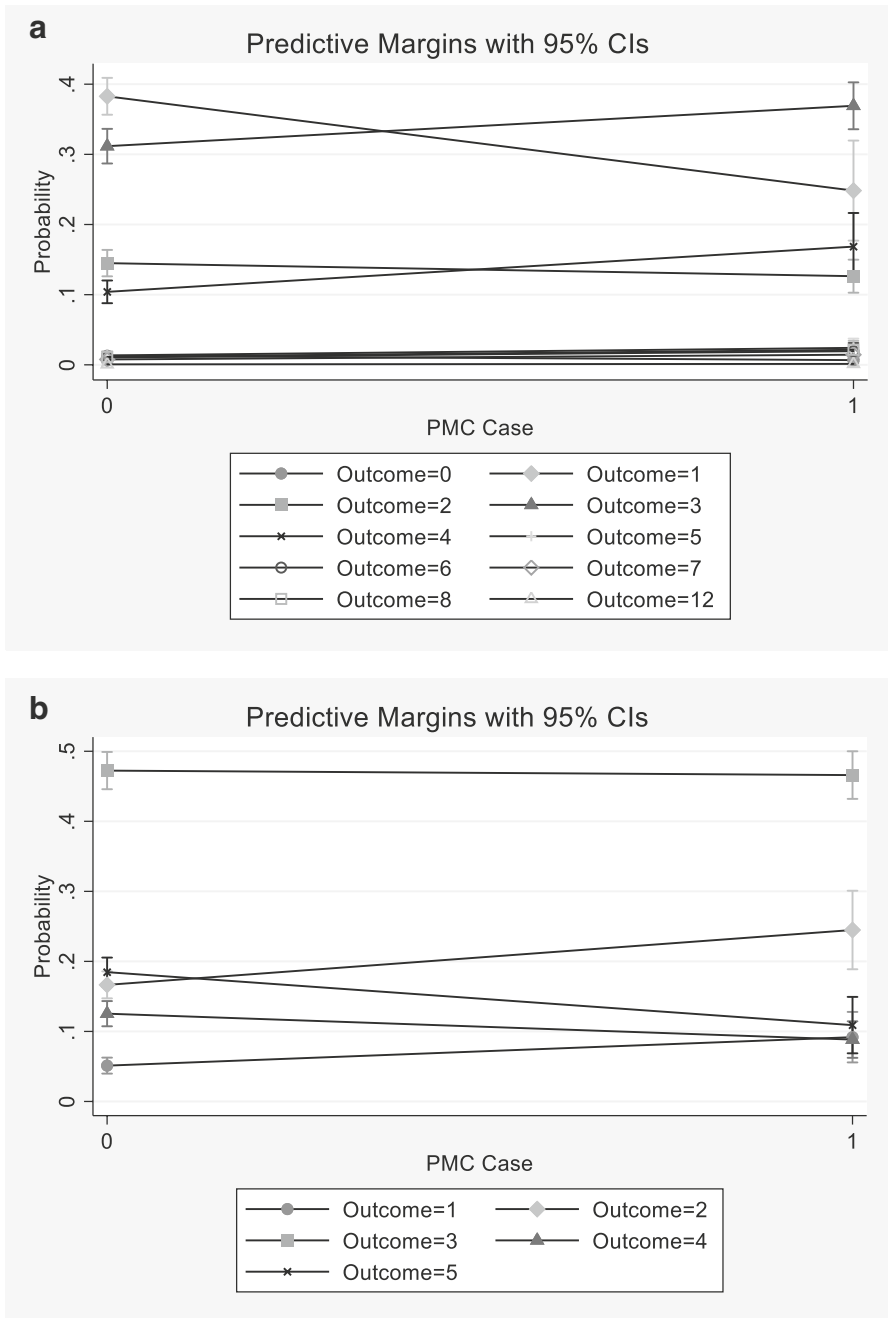 a
Predictive Margins with 95% CIs
.4
.3
.2
.1
0
Probability
0 1
PMC Case
Outcome=0 Outcome=1
Outcome=2 Outcome=3
Outcome=4 Outcome=5
Outcome=6 Outcome=7
Outcome=8 Outcome=12
b
Predictive Margins with 95% CIs
.5
.4
.3
.2
.1
0
Probability
0 1
PMC Case
Outcome=1 Outcome=2
Outcome=3 Outcome=4
Outcome=5